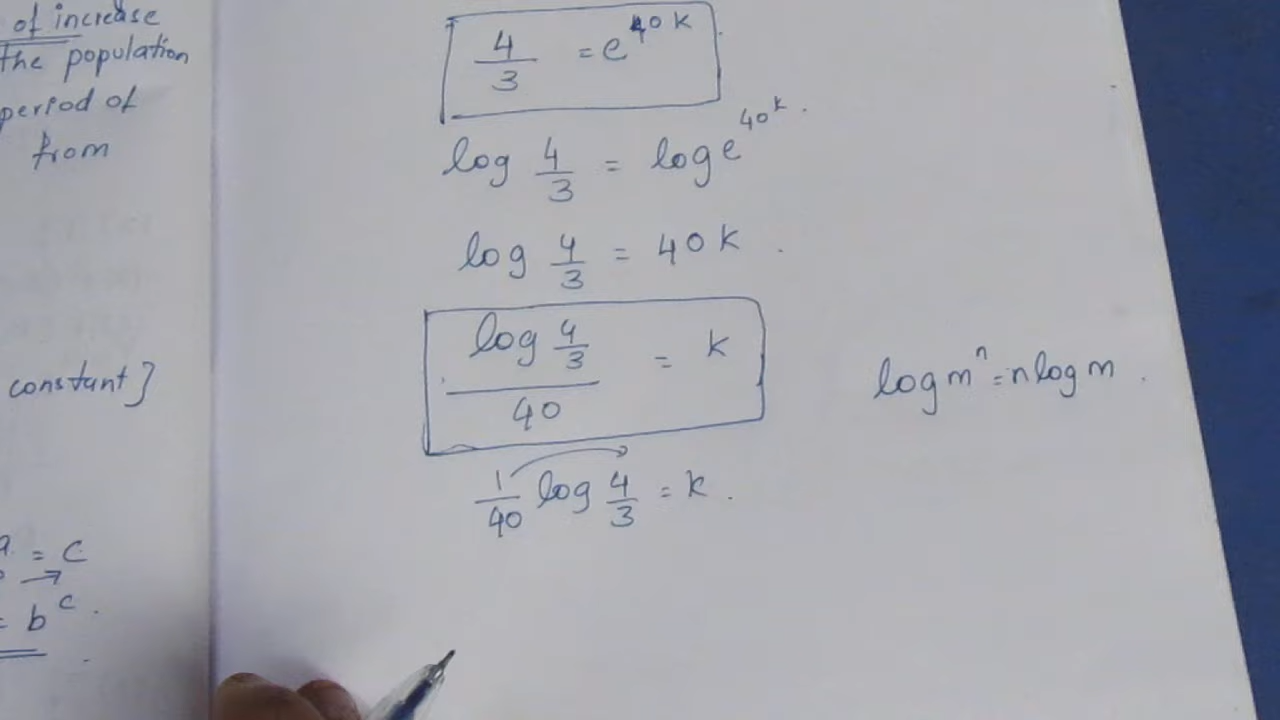 of increase
the population
period of
from
constant}
a = c
= b^c.
4/3 = e^40k
log 4/3 = log e^40k.
log 4/3 = 40k.
log 4/3 / 40 = k
log m^n = n log m.
1/40 log 4/3 = k.